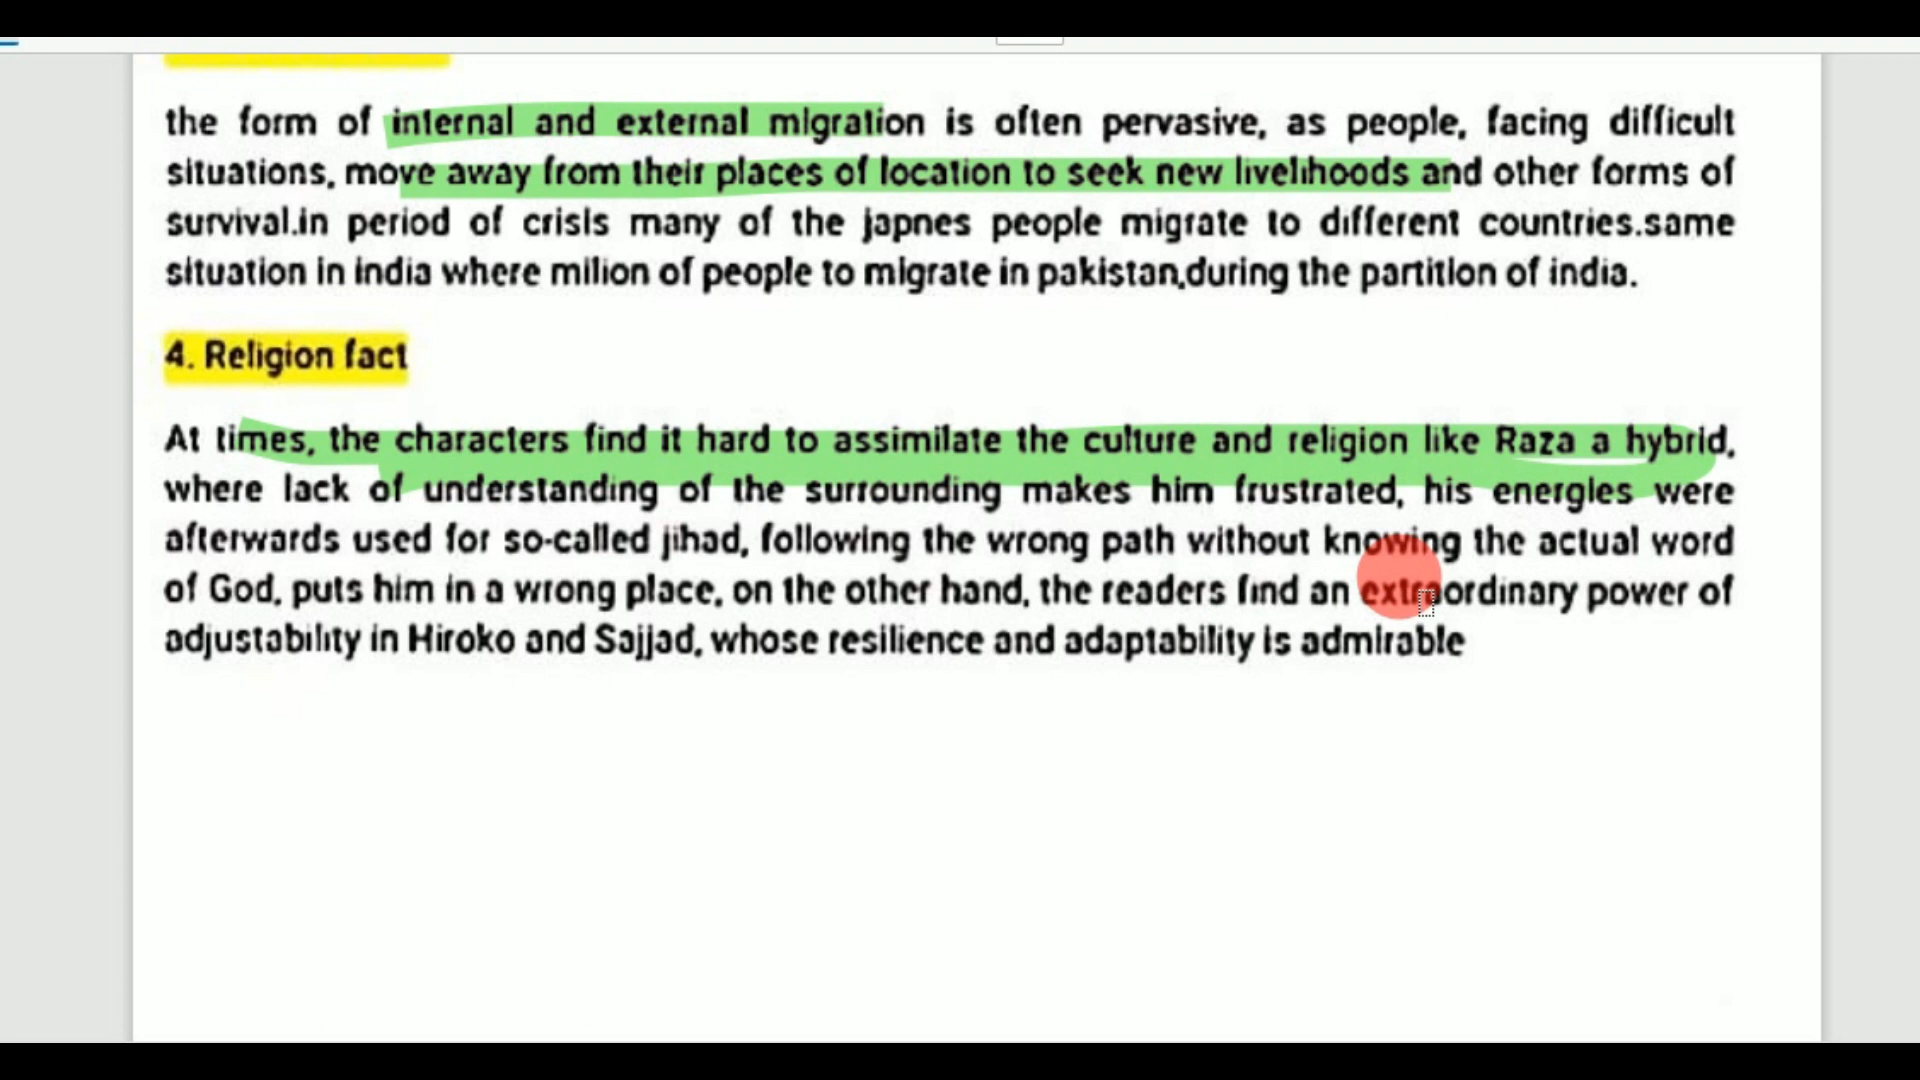 the form of internal and external migration is often pervasive, as people, facing difficult
situations, move away from their places of location to seek new livelihoods and other forms of
survival.in period of crisis many of the japnes people migrate to different countries.same
situation in india where milion of people to migrate in pakistan,during the partition of india.
4. Religion fact
At times, the characters find it hard to assimilate the culture and religion like Raza a hybrid,
where lack of understanding of the surrounding makes him frustrated, his energies were
afterwards used for so-called jihad, following the wrong path without knowing the actual word
of God, puts him in a wrong place, on the other hand, the readers find an extraordinary power of
adjustability in Hiroko and Sajjad, whose resilience and adaptability is admirable